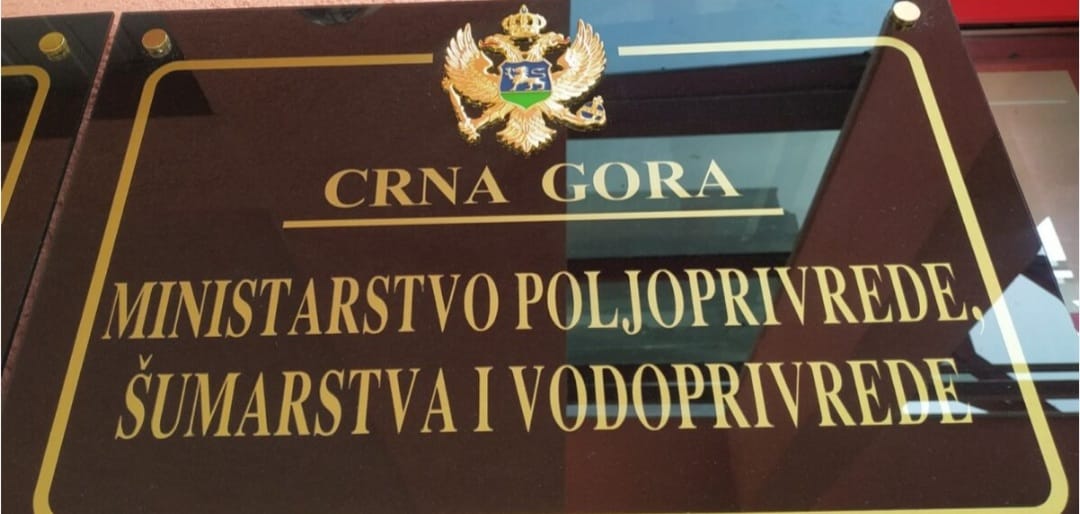 CRNA GORA
MINISTARSTVO POLJOPRIVREDE,
ŠUMARSTVA I VODOPRIVREDE